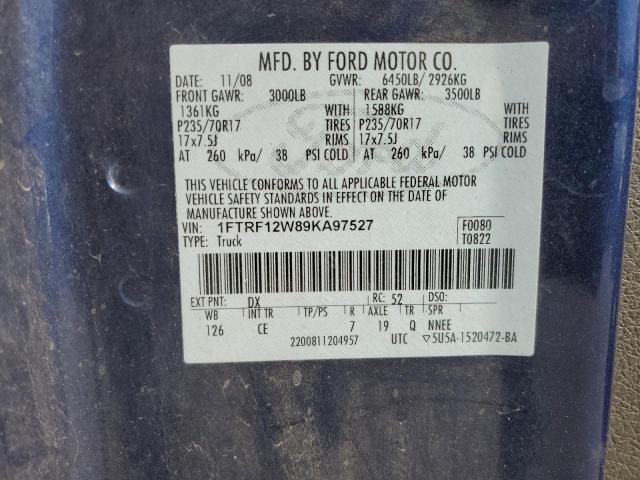 MFD. BY FORD MOTOR CO.
DATE: 11/08 GVWR: 6450LB/ 2926KG
FRONT GAWR: 3000LB REAR GAWR: 3500LB
1361KG WITH 1588KG WITH
P235/70R17 TIRES P235/70R17 TIRES
17x7.5J RIMS 17x7.5J RIMS
AT 260 kPa/ 38 PSI COLD AT 260 kPa/ 38 PSI COLD
THIS VEHICLE CONFORMS TO ALL APPLICABLE FEDERAL MOTOR
VEHICLE SAFETY STANDARDS IN EFFECT ON THE DATE OF
MANUFACTURE SHOWN ABOVE.
VIN: 1FTRF12W89KA97527 F0080
TYPE: Truck T0822
EXT PNT: DX RC: 52 DSO:
WB INT TR TP/PS R AXLE TR SPR
126 CE 7 19 Q NNEE
2200811204957 UTC ▽5U5A-1520472-BA